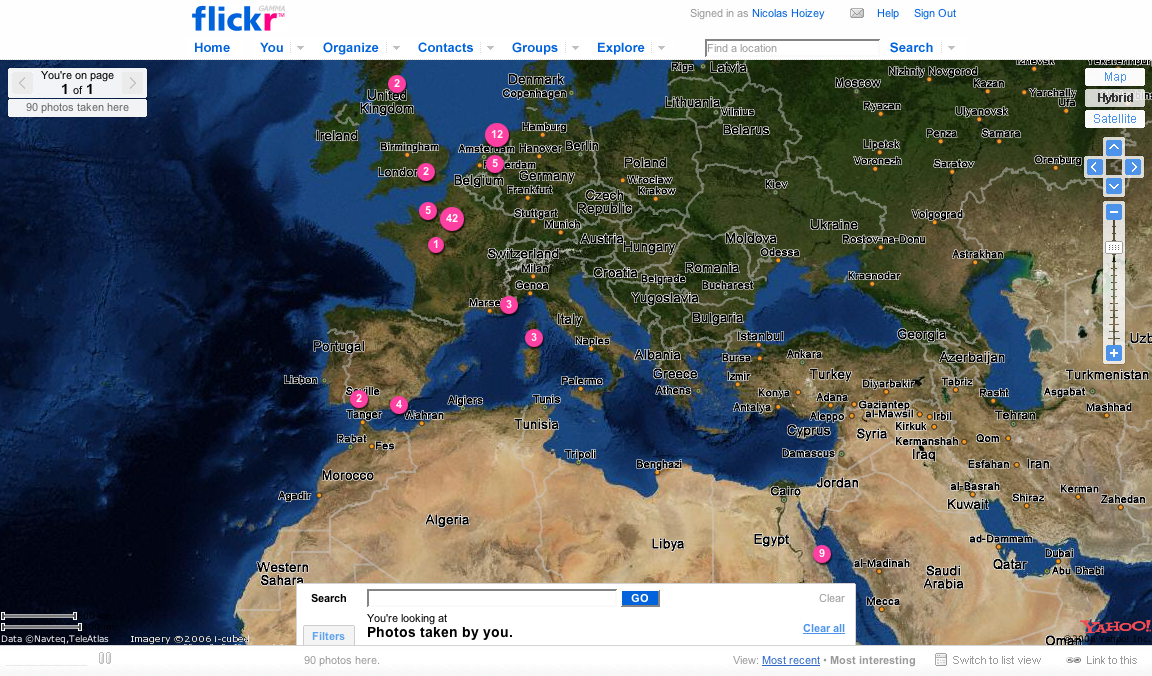 flickr GAMMA™
Signed in as Nicolas Hoizey Help Sign Out
Home You Organize Contacts Groups Explore Find a location Search
You're on page
1 of 1
90 photos taken here
Map
Hybrid
Satellite
Riga Latvia
Denmark
Copenhagen
Moscow
Nizhniy Novgorod
Kazan
Yarchally
Ufa
2
United
Kingdom
Lithuania
Vilnius
Ryazan
Ulyanovsk
Ireland
12
Hamburg
Belarus
Penza Samara
Birmingham
Amsterdam Hanover Berlin
Lipetsk
London 2
5
Poland
Voronezh
Saratov
Orenburg
Belgium
Germany
Wroclaw
Krakow
Kiev
Frankfurt
Czech
Republic
5 42
Stuttgart
Munich
Ukraine
Volgograd
1
Austria
Hungary
Moldova
Rostov-na-Donu
Switzerland
Odessa
Astrakhan
Milan
Croatia
Belgrade
Romania
Krasnodar
Genoa
Bucharest
Yugoslavia
3
Italy
Bulgaria
Portugal
3
Naples
Istanbul
Georgia
Albania
Bursa
Ankara
Azerbaijan
Lisbon
Palermo
Greece
Athens
Izmir
Turkey
Diyarbakir
Tabriz
Turkmenistan
Seville
2 4
Algiers
Tunis
Konya
Adana
Gaziantep
Rasht
Asgabat
Tanger
Wahran
Antalya
Aleppo
al-Mawsil
Irbil
Tehran
Mashhad
Tunisia
Cyprus
Syria
Kirkuk
Rabat
Fes
Kermanshah
Qom
Tripoli
Damascus
Iraq
Esfahan
Iran
Morocco
Benghazi
Jordan
al-Basrah
Kerman
Agadir
Cairo
Kuwait
Shiraz
Zahedan
Algeria
Libya
Egypt
ad-Dammam
9
al-Madinah
Qatar
Dubai
Abu Dhabi
Western
Sahara
Saudi
Arabia
Mecca
Oman
YAHOO!
Data ©Navteq,TeleAtlas Imagery ©2006 i-cubed
Search GO Clear
You're looking at
Filters Photos taken by you. Clear all
90 photos here. View: Most recent • Most interesting Switch to list view Link to this